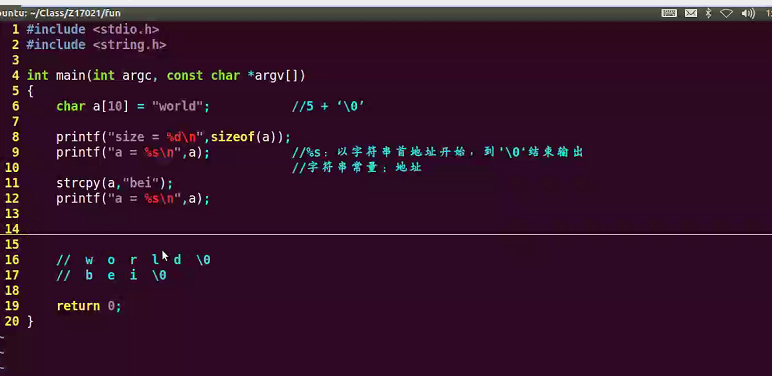 ubuntu: ~/Class/Z17021/fun
1 #include <stdio.h>
2 #include <string.h>
3
4 int main(int argc, const char *argv[])
5 {
6 char a[10] = "world"; //5 + ‘\0’
7
8 printf("size = %d\n",sizeof(a));
9 printf("a = %s\n",a); //%s：以字符串首地址开始，到'\0‘结束输出
10 //字符串常量：地址
11 strcpy(a,"bei");
12 printf("a = %s\n",a);
13
14
15
16 // w o r l d \0
17 // b e i \0
18
19 return 0;
20 }
~
~
~